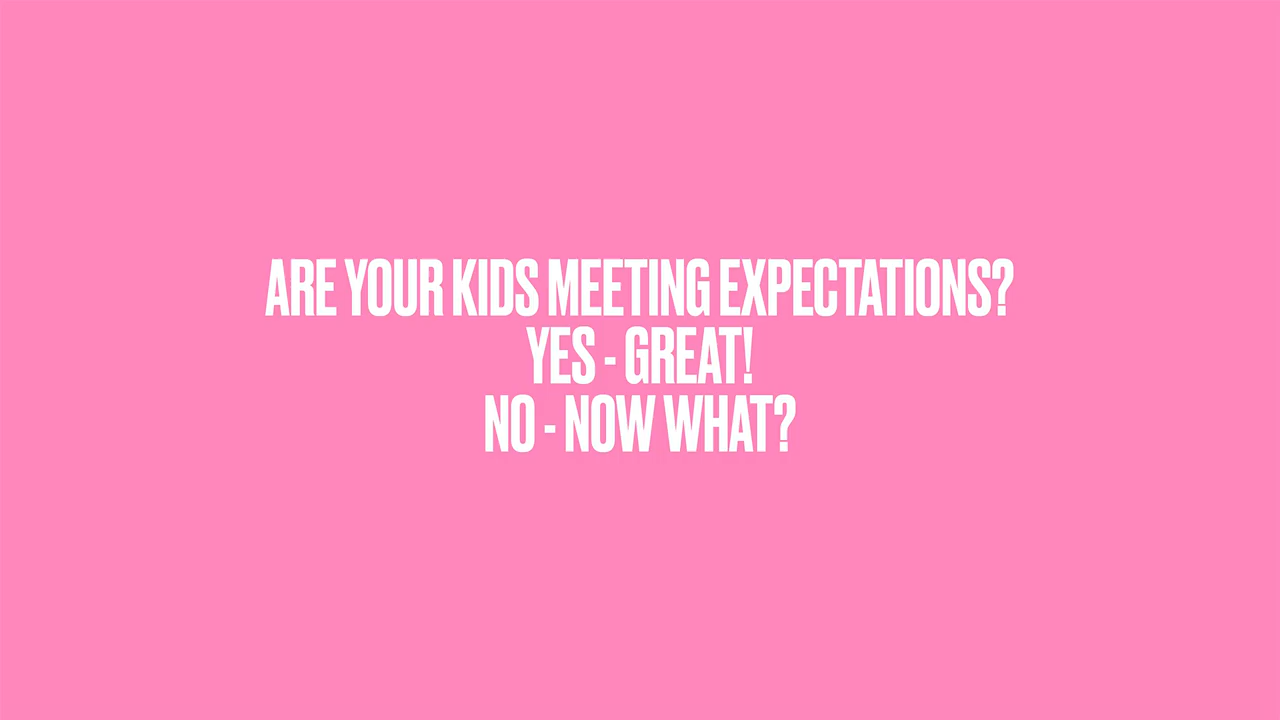 ARE YOUR KIDS MEETING EXPECTATIONS?
YES - GREAT!
NO - NOW WHAT?